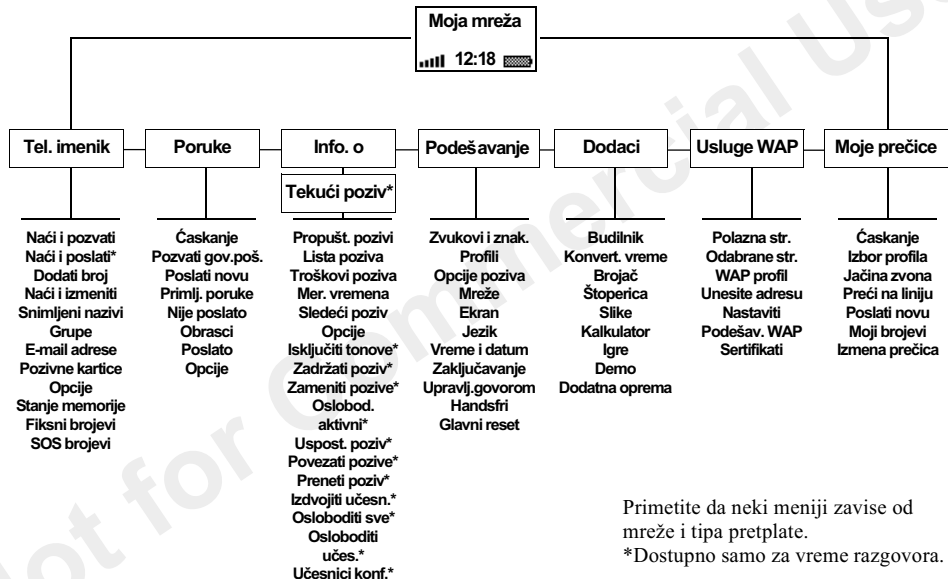 Moja mreža
12:18
Tel. imenik
Poruke
Info. o
Podešavanje
Dodaci
Usluge WAP
Moje prečice
Tekući poziv*
Naći i pozvati
Naći i poslati*
Dodati broj
Naći i izmeniti
Snimljeni nazivi
Grupe
E-mail adrese
Pozivne kartice
Opcije
Stanje memorije
Fiksni brojevi
SOS brojevi
Ćaskanje
Pozvati gov.poš.
Poslati novu
Primlj. poruke
Nije poslato
Obrasci
Poslato
Opcije
Propušt. pozivi
Lista poziva
Troškovi poziva
Mer. vremena
Sledeći poziv
Opcije
Isključiti tonove*
Zadržati poziv*
Zameniti pozive*
Oslobod.
aktivni*
Uspost. poziv*
Povezati pozive*
Preneti poziv*
Izdvojiti učesn.*
Osloboditi sve*
Osloboditi
učes.*
Učesnici konf.*
Zvukovi i znak.
Profili
Opcije poziva
Mreže
Ekran
Jezik
Vreme i datum
Zaključavanje
Upravlj.govorom
Handsfri
Glavni reset
Budilnik
Konvert. vreme
Brojač
Štoperica
Slike
Kalkulator
Igre
Demo
Dodatna oprema
Polazna str.
Odabrane str.
WAP profil
Unesite adresu
Nastaviti
Podešav. WAP
Sertifikati
Ćaskanje
Izbor profila
Jačina zvona
Preći na liniju
Poslati novu
Moji brojevi
Izmena prečica
Primetite da neki meniji zavise od
mreže i tipa pretplate.
*Dostupno samo za vreme razgovora.
Not for Commercial Use